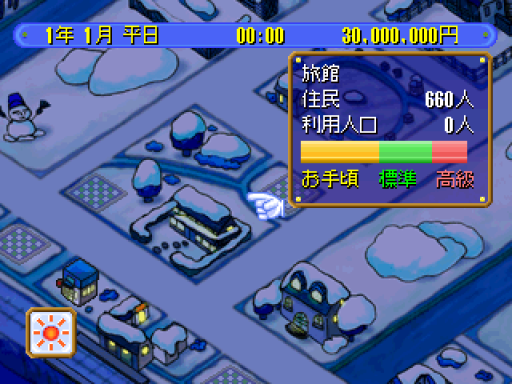 1年 1月 平日 00:00 30,000,000円
旅館
住民 660人
利用人口 0人
お手頃 標準 高級